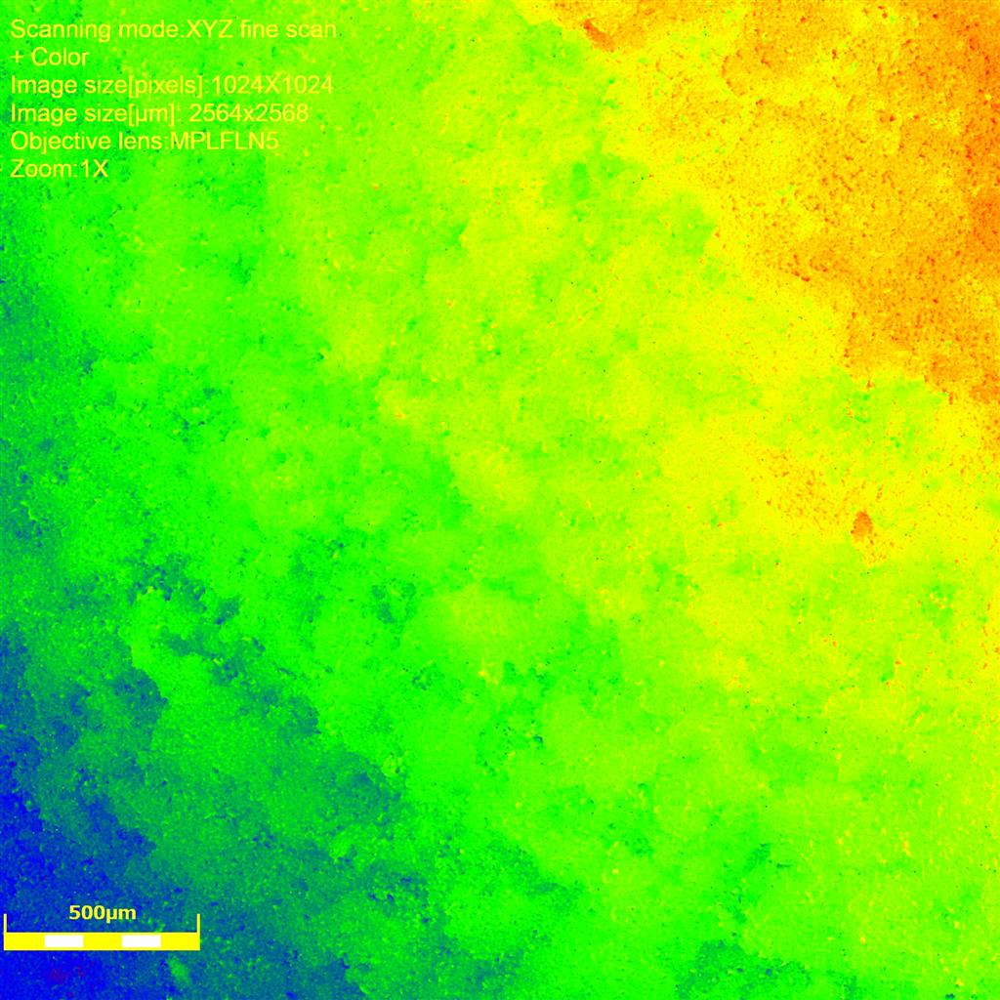 Scanning mode:XYZ fine scan
+ Color
Image size[pixels]:1024X1024
Image size[µm]: 2564x2568
Objective lens:MPLFLN5
Zoom:1X
500µm